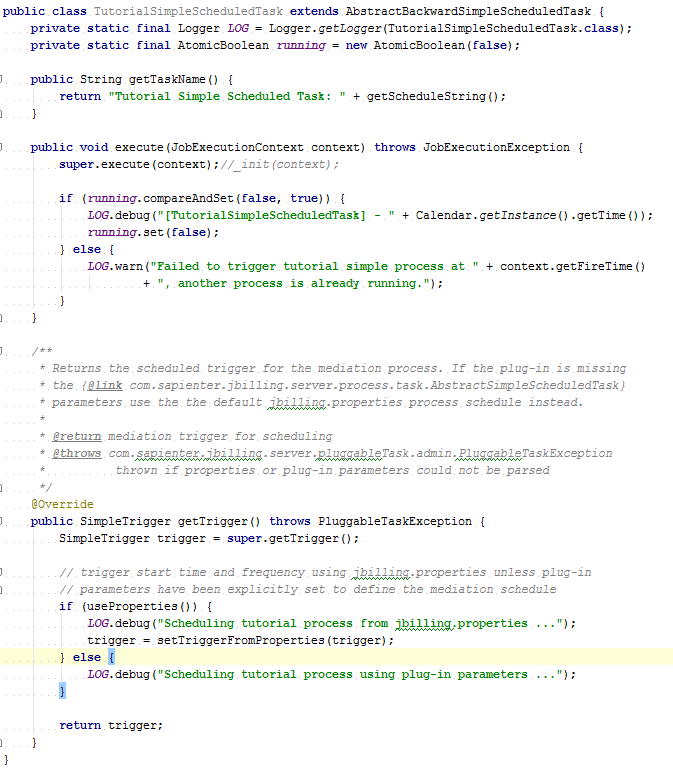 public class TutorialSimpleScheduledTask extends AbstractBackwardSimpleScheduledTask {
    private static final Logger LOG = Logger.getLogger(TutorialSimpleScheduledTask.class);
    private static final AtomicBoolean running = new AtomicBoolean(false);

    public String getTaskName() {
        return "Tutorial Simple Scheduled Task: " + getScheduleString();
    }

    public void execute(JobExecutionContext context) throws JobExecutionException {
        super.execute(context);//_init(context);

        if (running.compareAndSet(false, true)) {
            LOG.debug("[TutorialSimpleScheduledTask] - " + Calendar.getInstance().getTime());
            running.set(false);
        } else {
            LOG.warn("Failed to trigger tutorial simple process at " + context.getFireTime()
                    + ", another process is already running.");
        }
    }

    /**
     * Returns the scheduled trigger for the mediation process. If the plug-in is missing
     * the {@link com.sapienter.jbilling.server.process.task.AbstractSimpleScheduledTask}
     * parameters use the the default jbilling.properties process schedule instead.
     *
     * @return mediation trigger for scheduling
     * @throws com.sapienter.jbilling.server.pluggableTask.admin.PluggableTaskException
     *          thrown if properties or plug-in parameters could not be parsed
     */
    @Override
    public SimpleTrigger getTrigger() throws PluggableTaskException {
        SimpleTrigger trigger = super.getTrigger();

        // trigger start time and frequency using jbilling.properties unless plug-in
        // parameters have been explicitly set to define the mediation schedule
        if (useProperties()) {
            LOG.debug("Scheduling tutorial process from jbilling.properties ...");
            trigger = setTriggerFromProperties(trigger);
        } else {
            LOG.debug("Scheduling tutorial process using plug-in parameters ...");
        }

        return trigger;
    }
}